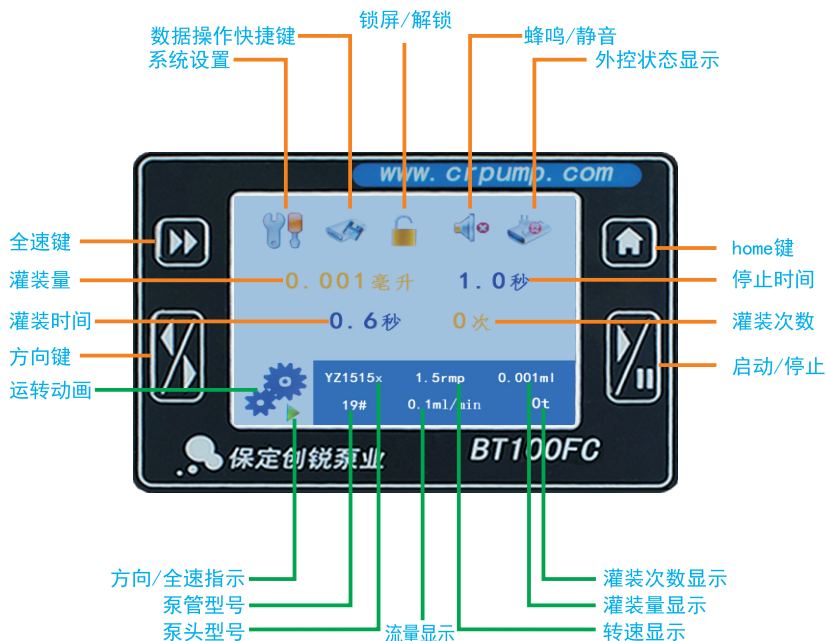 锁屏/解锁
数据操作快捷键
蜂鸣/静音
系统设置
外控状态显示
www.crpump.com
全速键
home键
灌装量
0.001毫升
1.0秒
停止时间
灌装时间
0.6秒
0次
灌装次数
方向键
启动/停止
运转动画
YZ1515x
1.5rmp
0.001ml
19#
0.1ml/min
0t
保定创锐泵业
BT100FC
方向/全速指示
灌装次数显示
泵管型号
灌装量显示
泵头型号
流量显示
转速显示